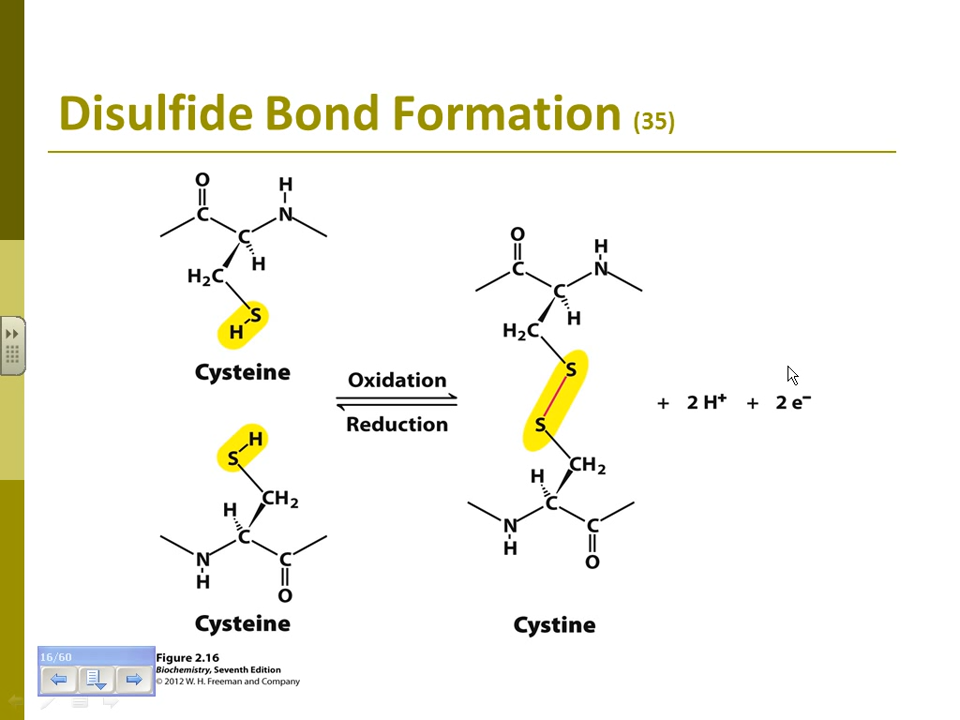 Disulfide Bond Formation (35)
O
H
C
N
C
H
H₂C
S
H
Cysteine
Oxidation
Reduction
H
S
CH₂
H
C
N
C
H
O
Cysteine
O
H
C
N
C
H
H₂C
S
S
CH₂
H
C
N
C
H
O
Cystine
+ 2 H⁺ + 2 e⁻
16/60
Figure 2.16
Biochemistry, Seventh Edition
© 2012 W. H. Freeman and Company